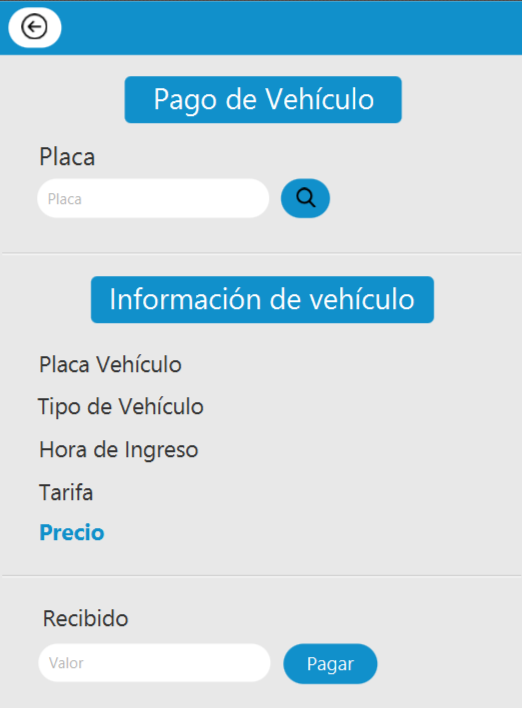 Pago de Vehículo
Placa
Placa
Información de vehículo
Placa Vehículo
Tipo de Vehículo
Hora de Ingreso
Tarifa
Precio
Recibido
Valor
Pagar